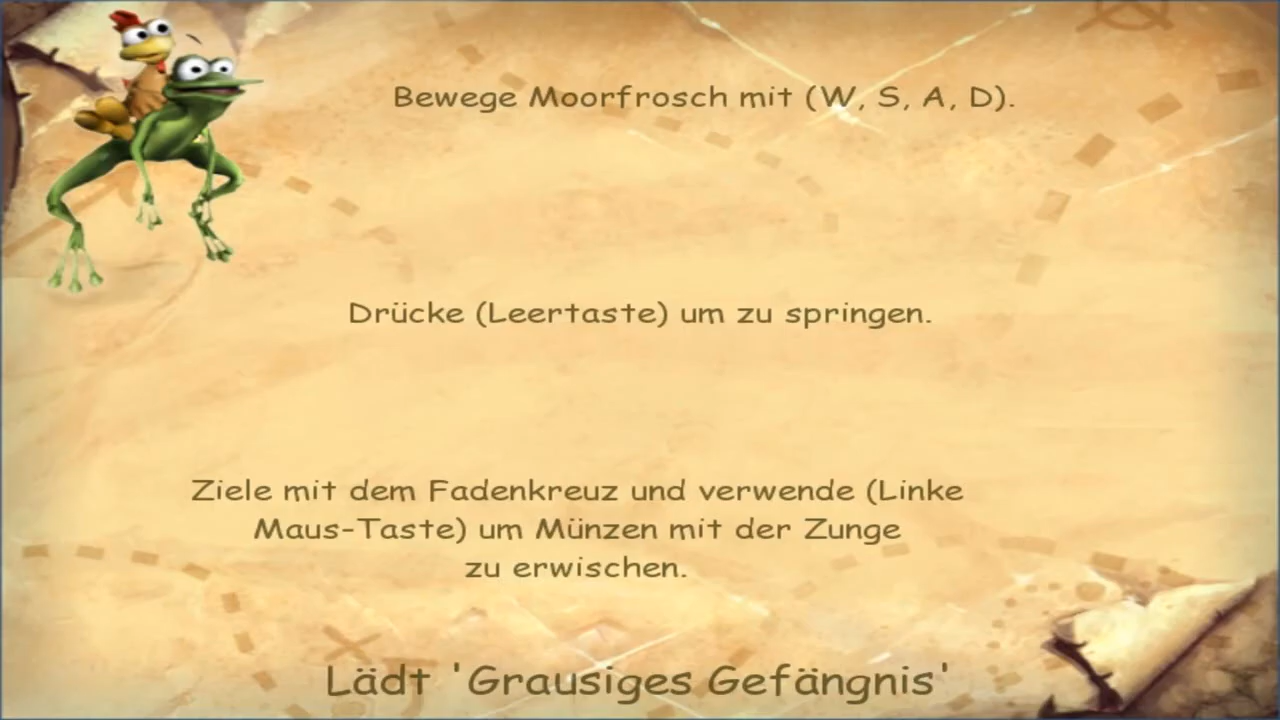 Bewege Moorfrosch mit (W, S, A, D).
Drücke (Leertaste) um zu springen.
Ziele mit dem Fadenkreuz und verwende (Linke
Maus-Taste) um Münzen mit der Zunge
zu erwischen.
Lädt 'Grausiges Gefängnis'